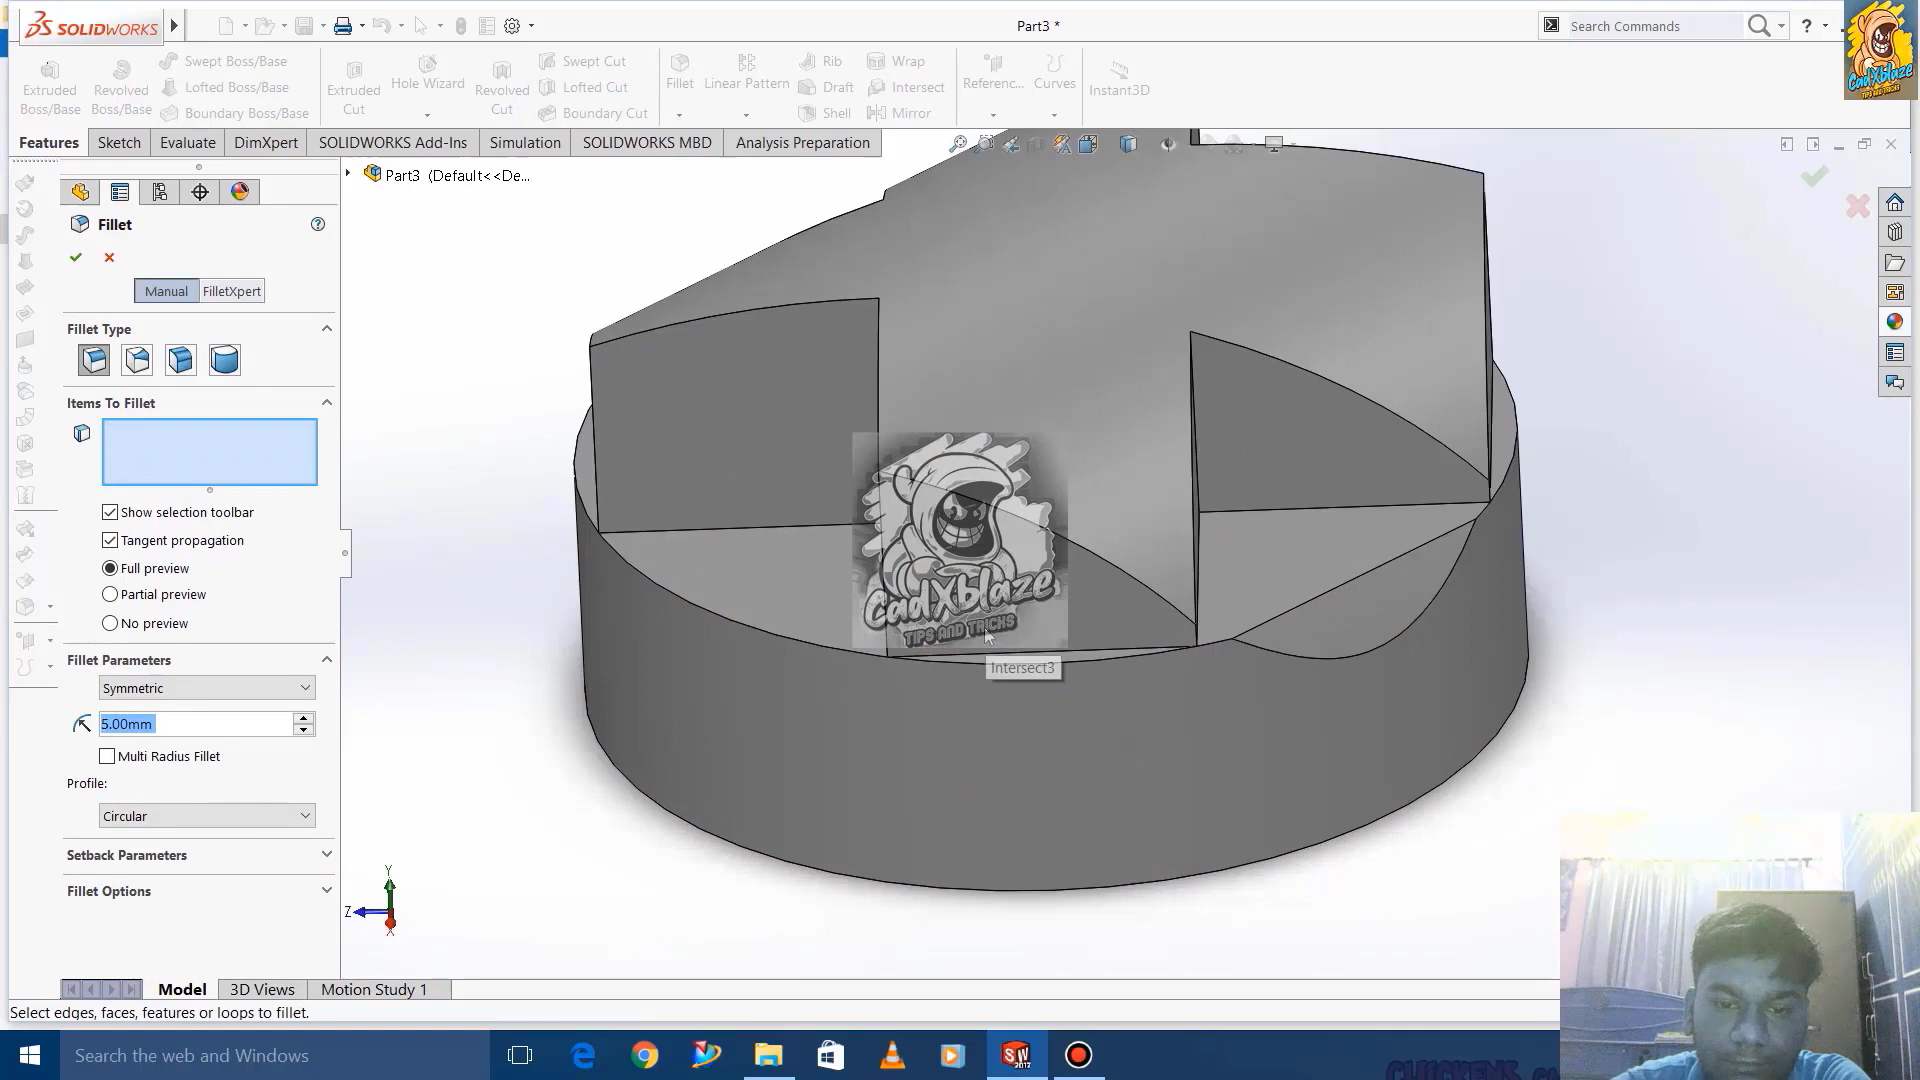 SOLIDWORKS
Part3 *
Search Commands
?
CadXblaze
TIPS AND TRICKS
Extruded Boss/Base
Revolved Boss/Base
Swept Boss/Base
Lofted Boss/Base
Boundary Boss/Base
Extruded Cut
Hole Wizard
Revolved Cut
Swept Cut
Lofted Cut
Boundary Cut
Fillet
Linear Pattern
Rib
Draft
Shell
Wrap
Intersect
Mirror
Referenc...
Curves
Instant3D
Features
Sketch
Evaluate
DimXpert
SOLIDWORKS Add-Ins
Simulation
SOLIDWORKS MBD
Analysis Preparation
Part3 (Default<<De...
Fillet
?
Manual
FilletXpert
Fillet Type
Items To Fillet
Show selection toolbar
Tangent propagation
Full preview
Partial preview
No preview
Fillet Parameters
Symmetric
5.00mm
Multi Radius Fillet
Profile:
Circular
Setback Parameters
Fillet Options
CadXblaze
TIPS AND TRICKS
Intersect3
Y
Z
X
Model
3D Views
Motion Study 1
Select edges, faces, features or loops to fillet.
Search the web and Windows
SW
2017